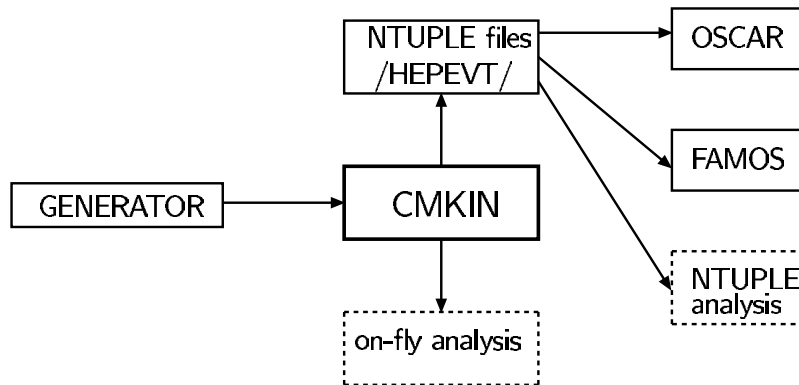 NTUPLE files
/HEPEVT/
OSCAR
FAMOS
GENERATOR
CMKIN
NTUPLE
analysis
on-fly analysis